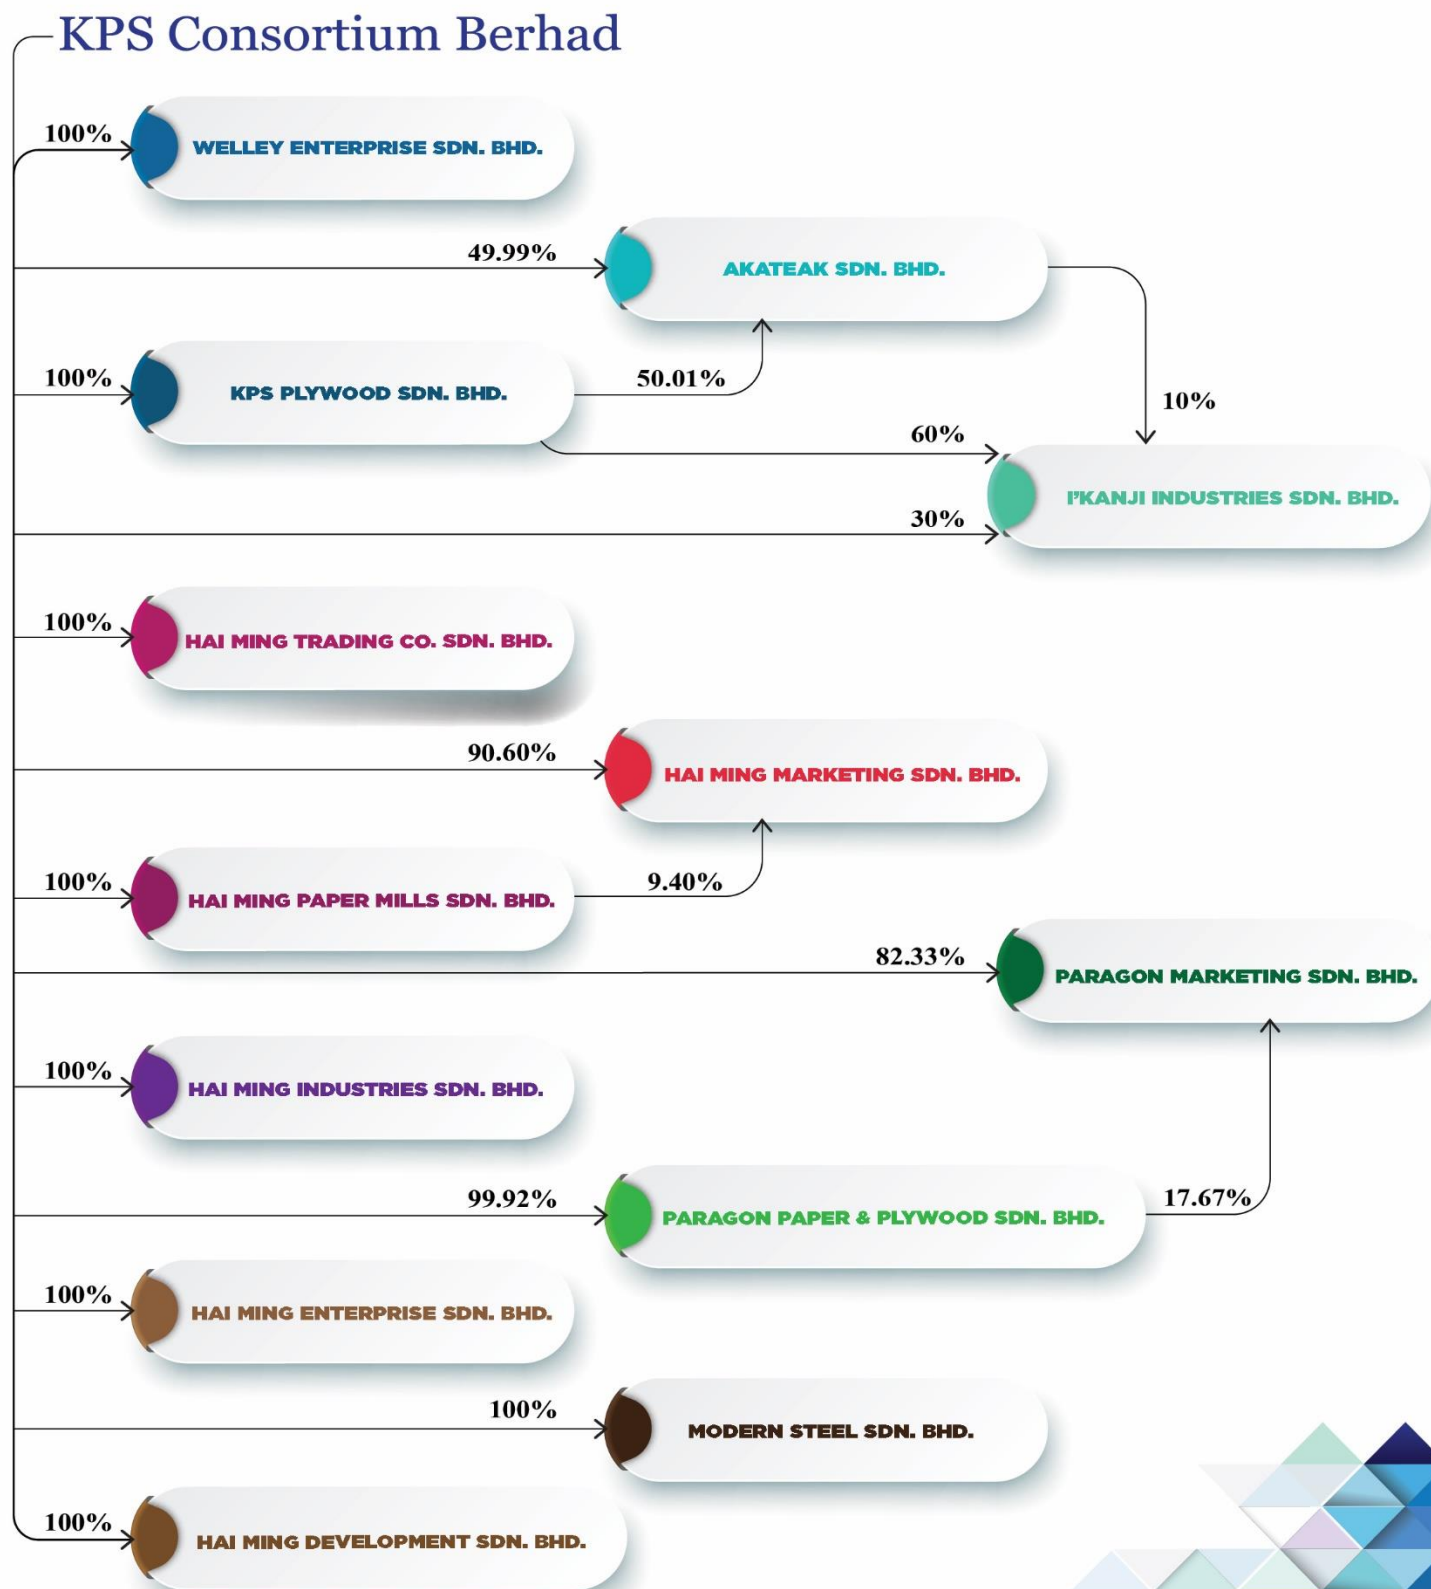 KPS Consortium Berhad
100%
WELLEY ENTERPRISE SDN. BHD.
49.99%
AKATEAK SDN. BHD.
100%
KPS PLYWOOD SDN. BHD.
50.01%
10%
60%
I'KANJI INDUSTRIES SDN. BHD.
30%
100%
HAI MING TRADING CO. SDN. BHD.
90.60%
HAI MING MARKETING SDN. BHD.
100%
HAI MING PAPER MILLS SDN. BHD.
9.40%
82.33%
PARAGON MARKETING SDN. BHD.
100%
HAI MING INDUSTRIES SDN. BHD.
99.92%
PARAGON PAPER & PLYWOOD SDN. BHD.
17.67%
100%
HAI MING ENTERPRISE SDN. BHD.
100%
MODERN STEEL SDN. BHD.
100%
HAI MING DEVELOPMENT SDN. BHD.